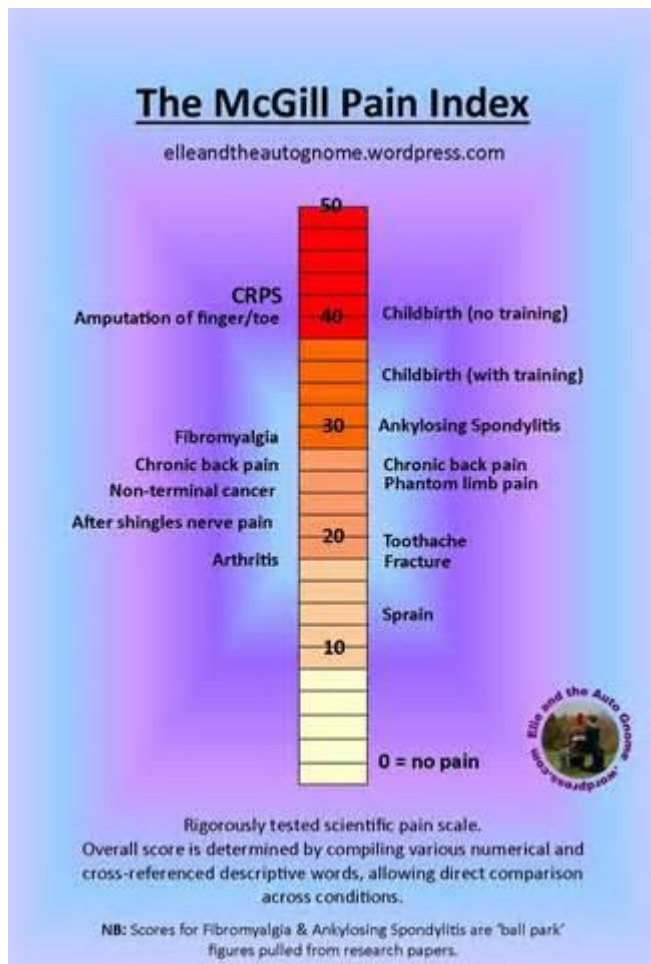 The McGill Pain Index
elleandtheautognome.wordpress.com
50
CRPS
Amputation of finger/toe
40
Childbirth (no training)
Childbirth (with training)
30
Ankylosing Spondylitis
Fibromyalgia
Chronic back pain
Chronic back pain
Non-terminal cancer
Phantom limb pain
After shingles nerve pain
20
Toothache
Arthritis
Fracture
Sprain
10
Elle and the Auto Gnome .wordpress.com
0 = no pain
Rigorously tested scientific pain scale.
Overall score is determined by compiling various numerical and
cross-referenced descriptive words, allowing direct comparison
across conditions.
NB: Scores for Fibromyalgia & Ankylosing Spondylitis are 'ball park'
figures pulled from research papers.